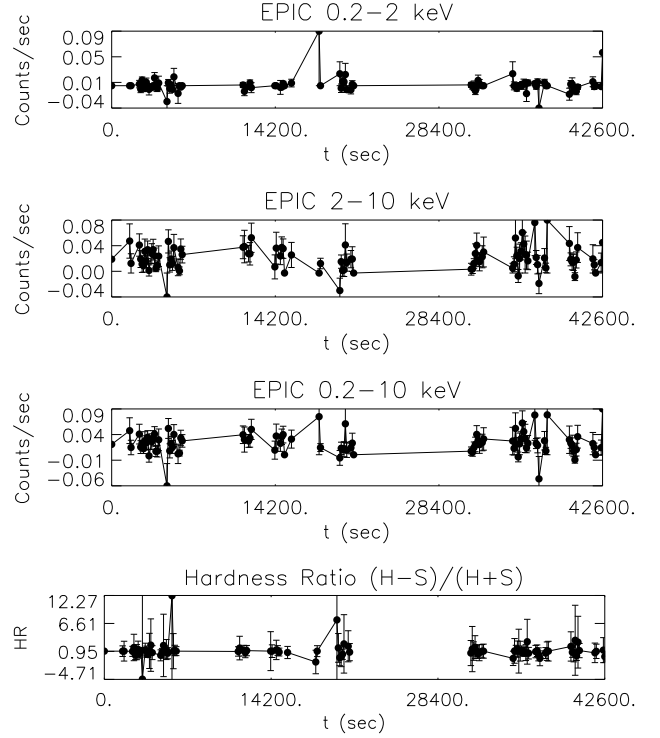 EPIC 0.2−2 keV
Counts/sec
0.09
0.05
0.01
−0.04
0.
14200.
28400.
42600.
t (sec)
EPIC 2−10 keV
Counts/sec
0.08
0.04
0.00
−0.04
0.
14200.
28400.
42600.
t (sec)
EPIC 0.2−10 keV
Counts/sec
0.09
0.04
−0.01
−0.06
0.
14200.
28400.
42600.
t (sec)
Hardness Ratio (H−S)/(H+S)
HR
12.27
6.61
0.95
−4.71
0.
14200.
28400.
42600.
t (sec)